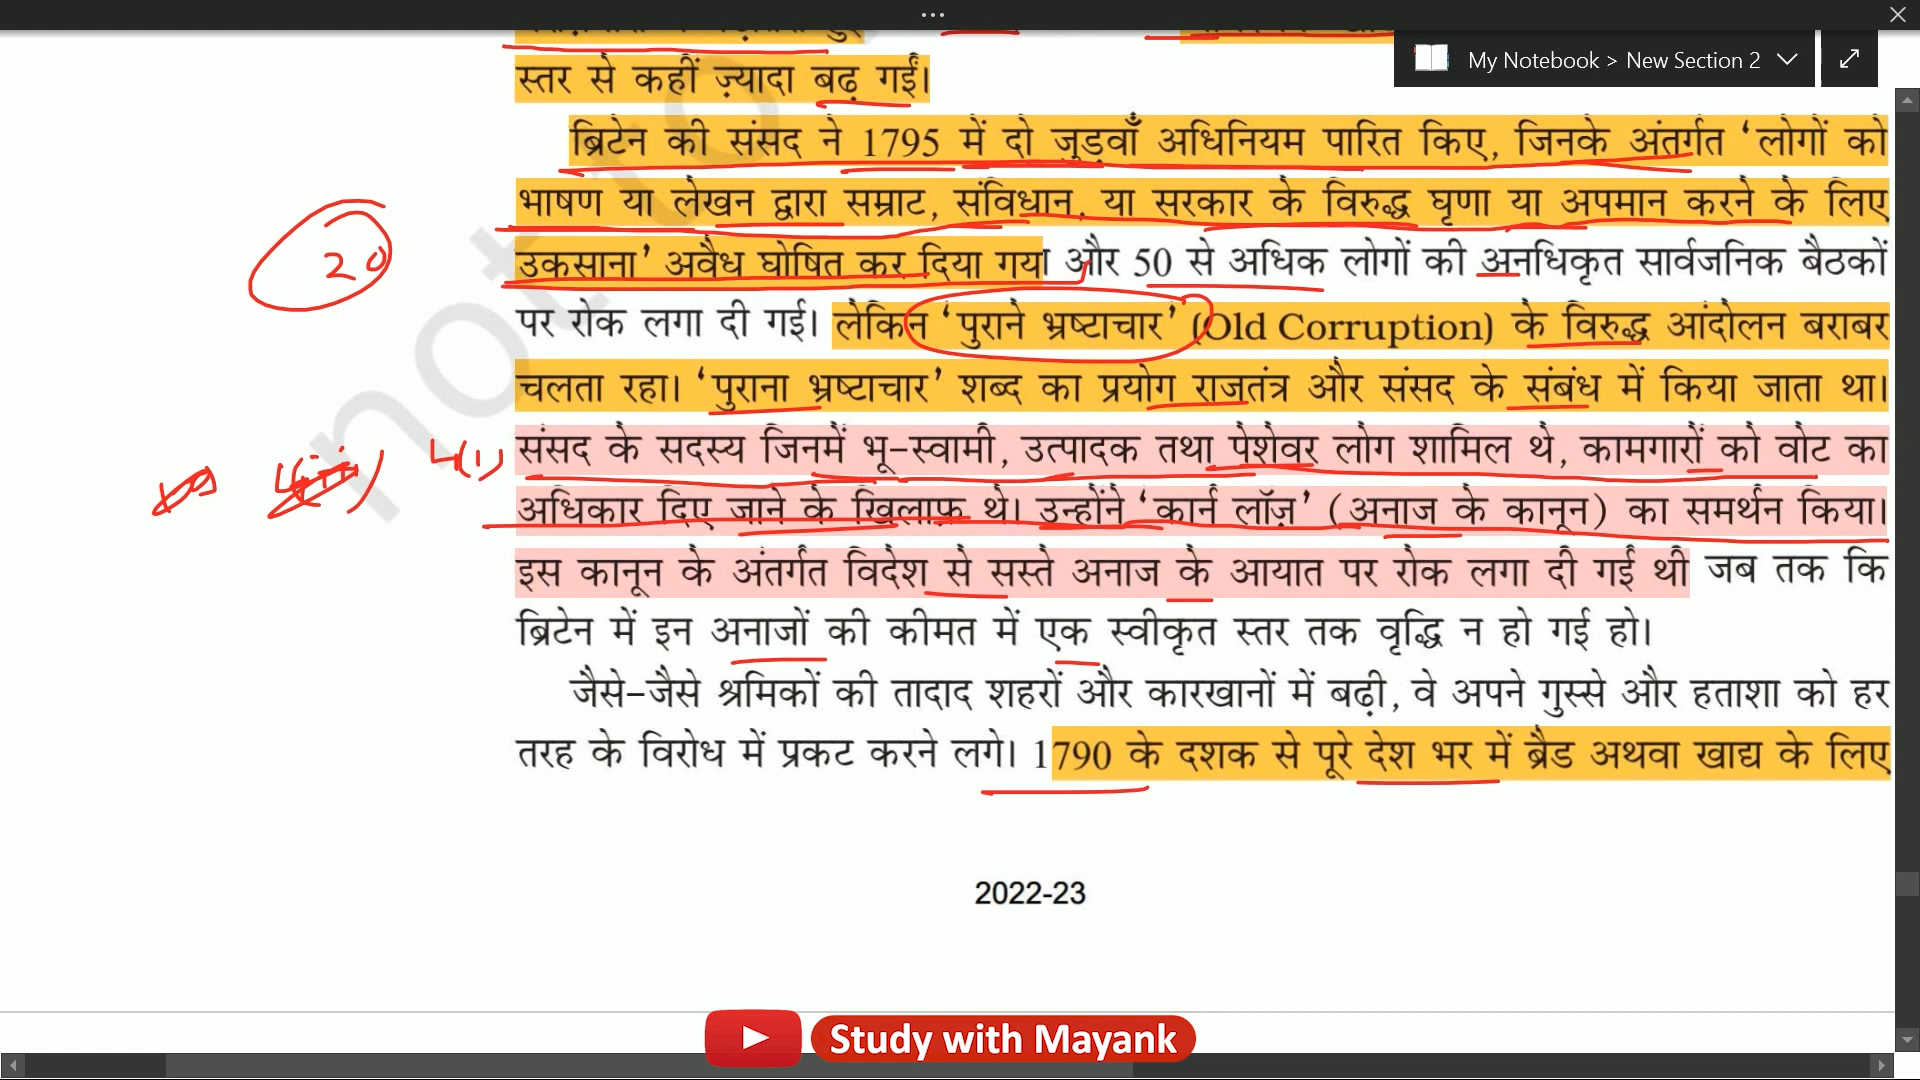 My Notebook > New Section 2
स्तर से कहीं ज़्यादा बढ़ गईं।
ब्रिटेन की संसद ने 1795 में दो जुड़वाँ अधिनियम पारित किए, जिनके अंतर्गत ‘लोगों को
भाषण या लेखन द्वारा सम्राट, संविधान, या सरकार के विरुद्ध घृणा या अपमान करने के लिए
उकसाना’ अवैध घोषित कर दिया गया और 50 से अधिक लोगों की अनधिकृत सार्वजनिक बैठकों
20
पर रोक लगा दी गई। लेकिन ‘पुराने भ्रष्टाचार’ (Old Corruption) के विरुद्ध आंदोलन बराबर
चलता रहा। ‘पुराना भ्रष्टाचार’ शब्द का प्रयोग राजतंत्र और संसद के संबंध में किया जाता था।
4(1) संसद के सदस्य जिनमें भू-स्वामी, उत्पादक तथा पेशेवर लोग शामिल थे, कामगारों को वोट का
अधिकार दिए जाने के खिलाफ़ थे। उन्होंने ‘कार्न लॉज़’ (अनाज के कानून) का समर्थन किया।
इस कानून के अंतर्गत विदेश से सस्ते अनाज के आयात पर रोक लगा दी गई थी जब तक कि
ब्रिटेन में इन अनाजों की कीमत में एक स्वीकृत स्तर तक वृद्धि न हो गई हो।
जैसे-जैसे श्रमिकों की तादाद शहरों और कारखानों में बढ़ी, वे अपने गुस्से और हताशा को हर
तरह के विरोध में प्रकट करने लगे। 1790 के दशक से पूरे देश भर में ब्रैड अथवा खाद्य के लिए
2022-23
Study with Mayank
not to